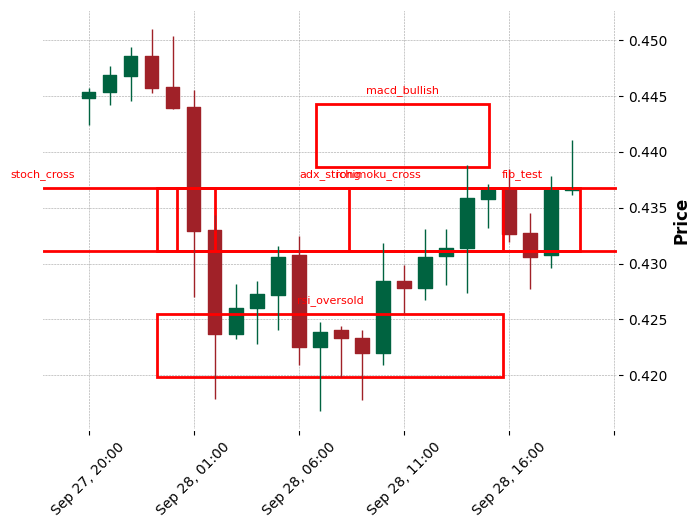 0.450
0.445
macd_bullish
0.440
stoch_cross
adx_strong
ichimoku_cross
fib_test
0.435
Price
0.430
rsi_oversold
0.425
0.420
Sep 27, 20:00
Sep 28, 01:00
Sep 28, 06:00
Sep 28, 11:00
Sep 28, 16:00